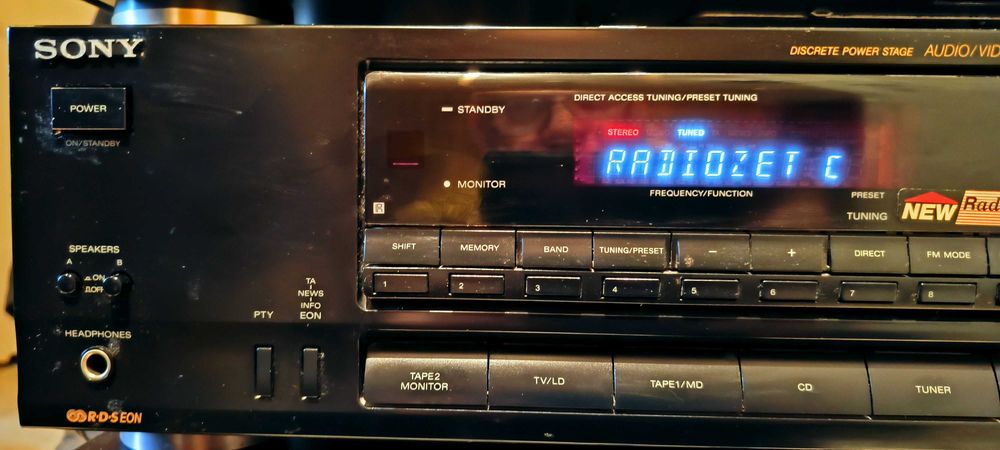 SONY
DISCRETE POWER STAGE AUDIO/VID
POWER
ON/STANDBY
DIRECT ACCESS TUNING/PRESET TUNING
STANDBY
STEREO TUNED
RADIOZET C
MONITOR
FREQUENCY/FUNCTION
PRESET
TUNING
NEW Rad
R
SHIFT MEMORY BAND TUNING/PRESET − + DIRECT FM MODE
1 2 3 4 5 6 7 8
SPEAKERS
A B
ON
OFF
TA
NEWS
INFO
EON
PTY
HEADPHONES
TAPE2 MONITOR TV/LD TAPE1/MD CD TUNER
R·D·S EON